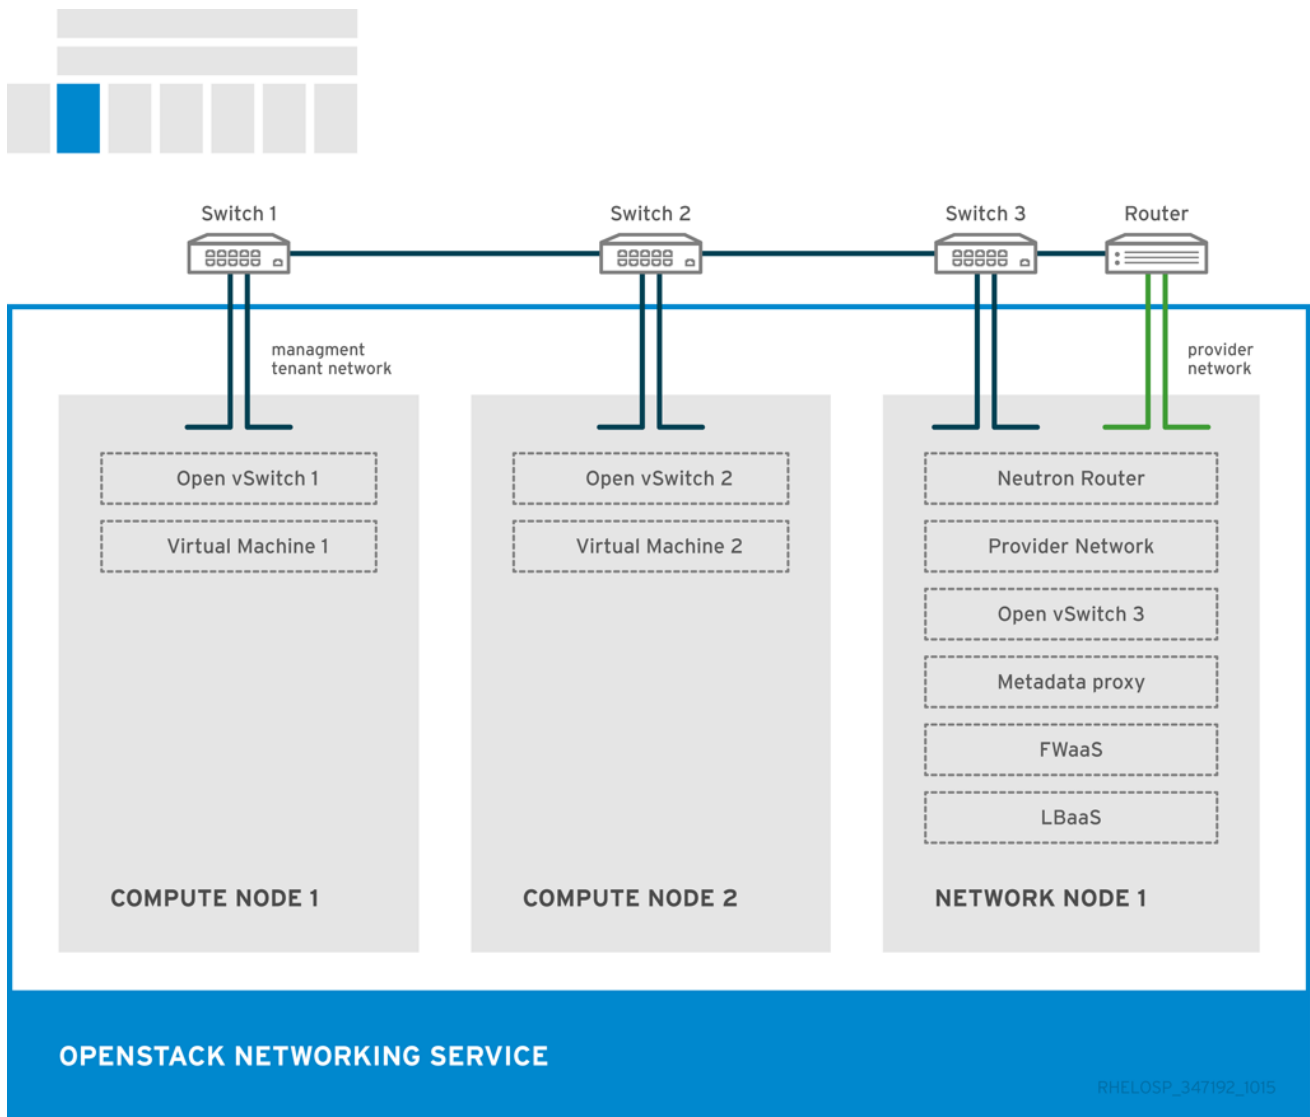 Switch 1
Switch 2
Switch 3
Router
managment
tenant network
provider
network
Open vSwitch 1
Virtual Machine 1
COMPUTE NODE 1
Open vSwitch 2
Virtual Machine 2
COMPUTE NODE 2
Neutron Router
Provider Network
Open vSwitch 3
Metadata proxy
FWaaS
LBaaS
NETWORK NODE 1
OPENSTACK NETWORKING SERVICE
RHELOSP_347192_1015